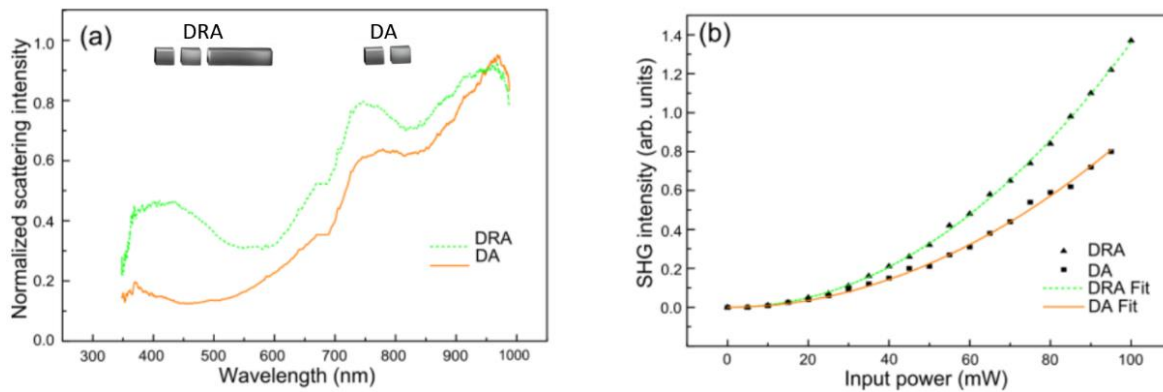 (a)
DRA
DA
Normalized scattering intensity
1.0
0.8
0.6
0.4
0.2
0.0
DRA
DA
300 400 500 600 700 800 900 1000
Wavelength (nm)
(b)
SHG intensity (arb. units)
1.4
1.2
1.0
0.8
0.6
0.4
0.2
0.0
DRA
DA
DRA Fit
DA Fit
0 20 40 60 80 100
Input power (mW)